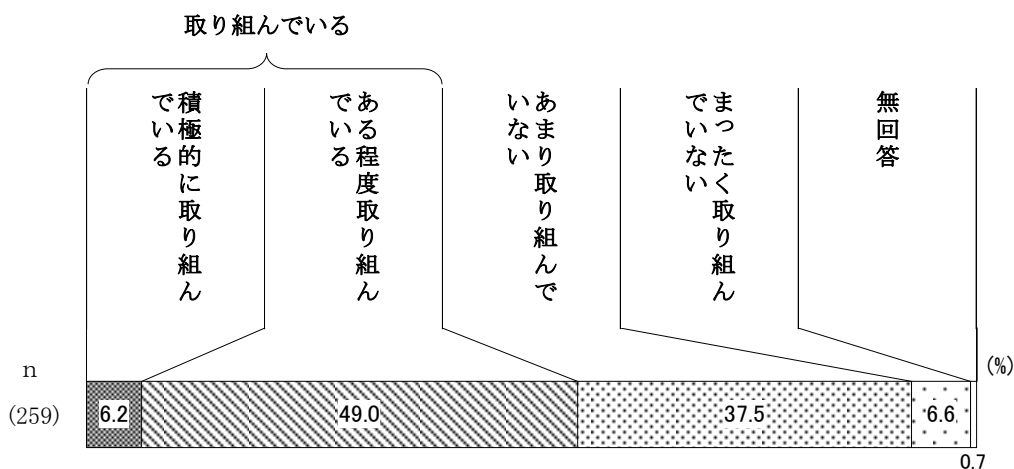 取り組んでいる
積極的に取り組ん
でいる
ある程度取り組ん
でいる
あまり取り組んで
いない
まったく取り組ん
でいない
無回答
(%)
n
(259)
6.2
49.0
37.5
6.6
0.7